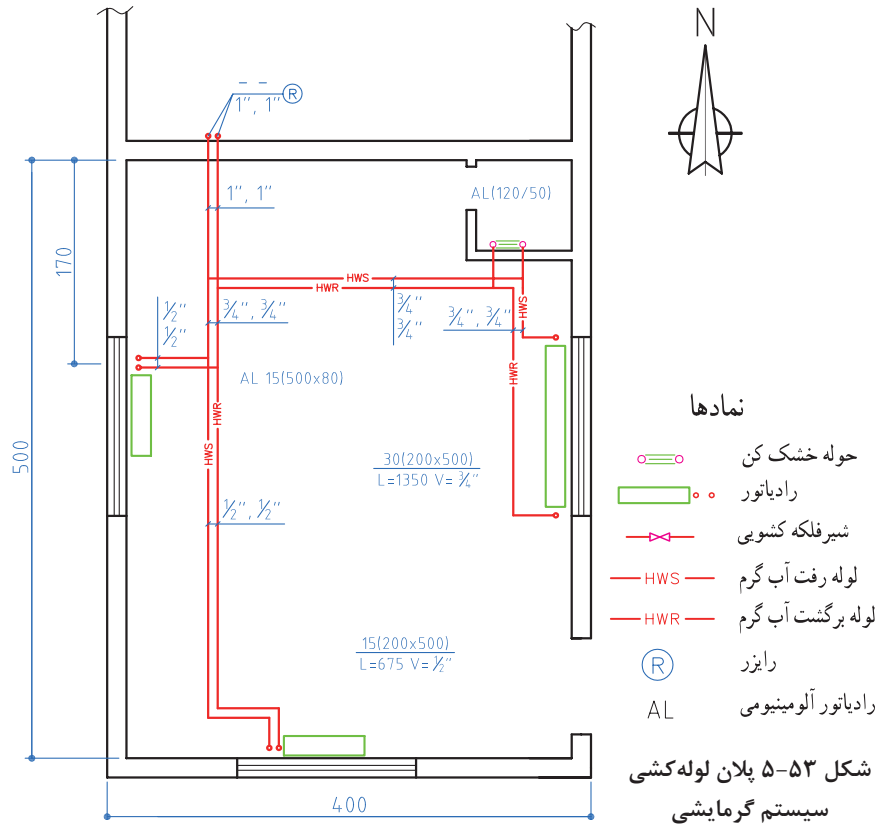 N
1”, 1” R
1”, 1”
AL(120/50)
170
HWS
HWR
½”
½”
¾”, ¾”
¾”
¾”
¾”, ¾”
HWS
HWR
AL 15(500x80)
HWR
HWS
500
30(200x500)
L=1350 V= ¾”
½”, ½”
15(200x500)
L=675 V= ½”
400
نمادها
حوله خشک کن
رادیاتور
شیرفلکه کشویی
HWS لوله رفت آب گرم
HWR لوله برگشت آب گرم
R رایزر
AL رادیاتور آلومینیومی
شکل ۵۳-۵ پلان لوله‌کشی
سیستم گرمایشی